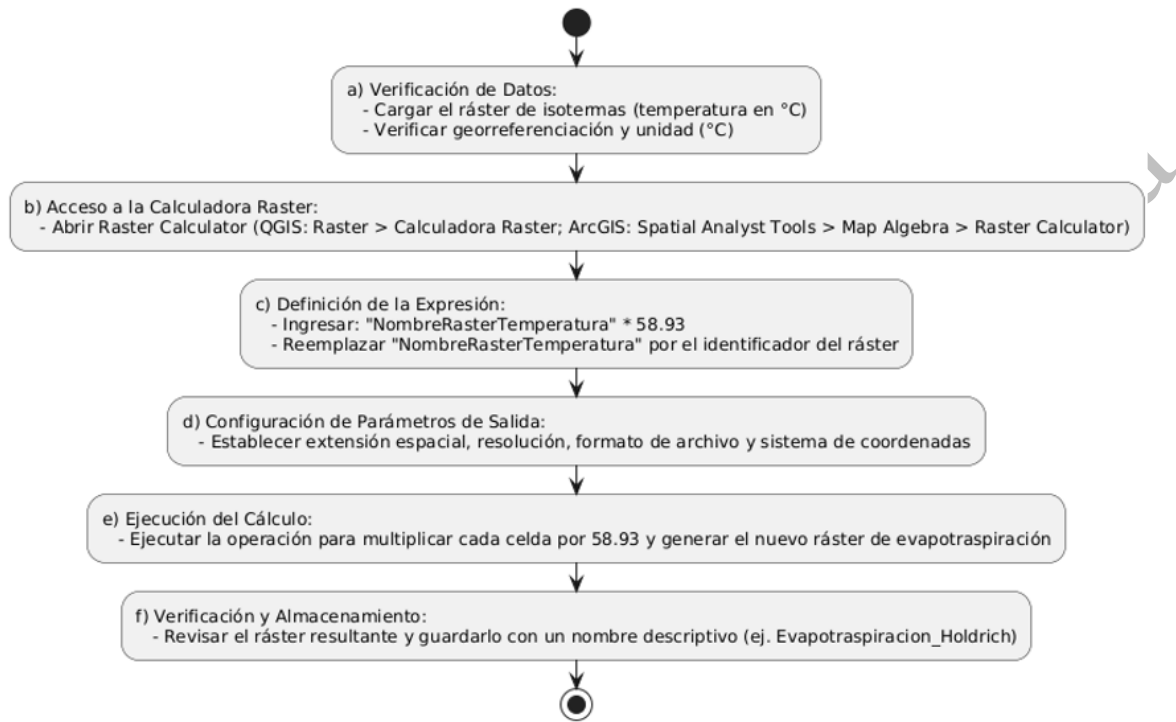 a) Verificación de Datos:
- Cargar el ráster de isotermas (temperatura en °C)
- Verificar georreferenciación y unidad (°C)
b) Acceso a la Calculadora Raster:
- Abrir Raster Calculator (QGIS: Raster > Calculadora Raster; ArcGIS: Spatial Analyst Tools > Map Algebra > Raster Calculator)
c) Definición de la Expresión:
- Ingresar: "NombreRasterTemperatura" * 58.93
- Reemplazar "NombreRasterTemperatura" por el identificador del ráster
d) Configuración de Parámetros de Salida:
- Establecer extensión espacial, resolución, formato de archivo y sistema de coordenadas
e) Ejecución del Cálculo:
- Ejecutar la operación para multiplicar cada celda por 58.93 y generar el nuevo ráster de evapotraspiración
f) Verificación y Almacenamiento:
- Revisar el ráster resultante y guardarlo con un nombre descriptivo (ej. Evapotraspiracion_Holdrich)